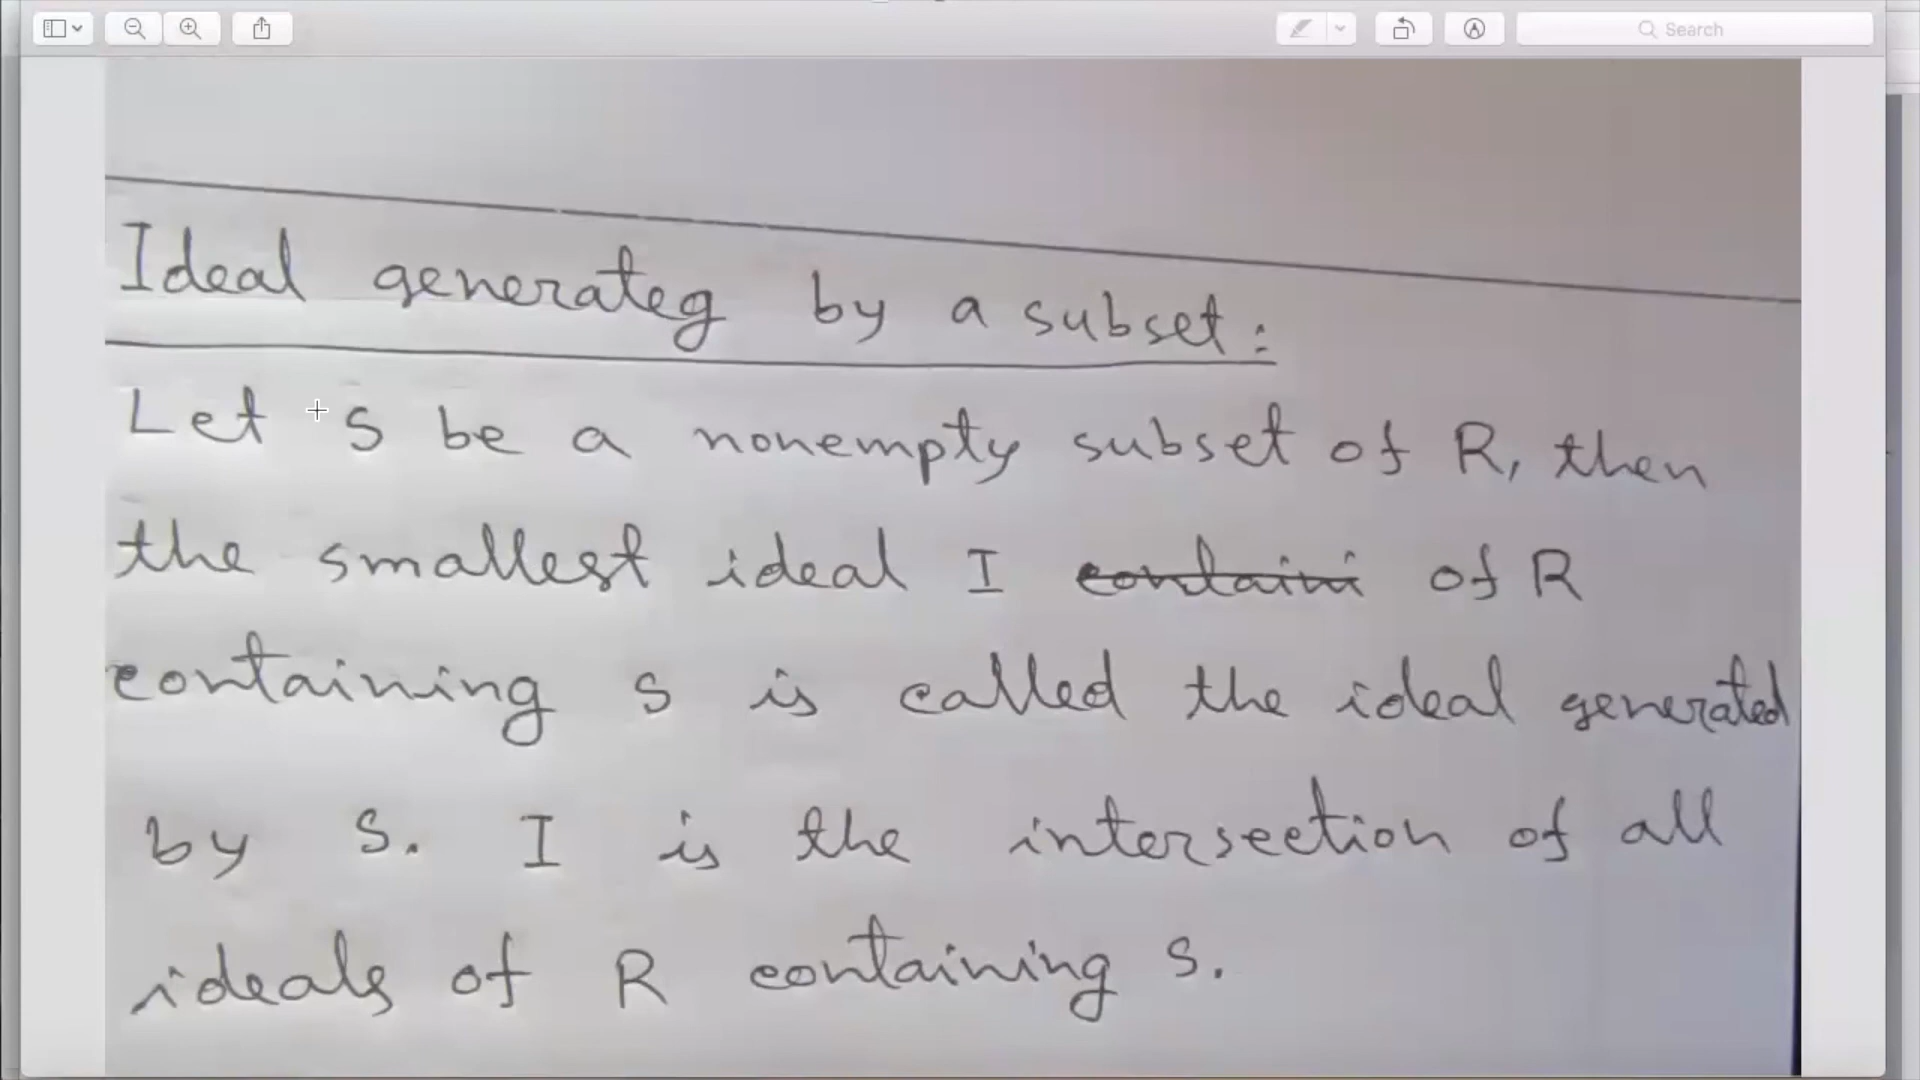 Search
Ideal generateg by a subset:
Let S be a nonempty subset of R, then
the smallest ideal I containi of R
containing S is called the ideal generated
by S. I is the intersection of all
ideals of R containing S.